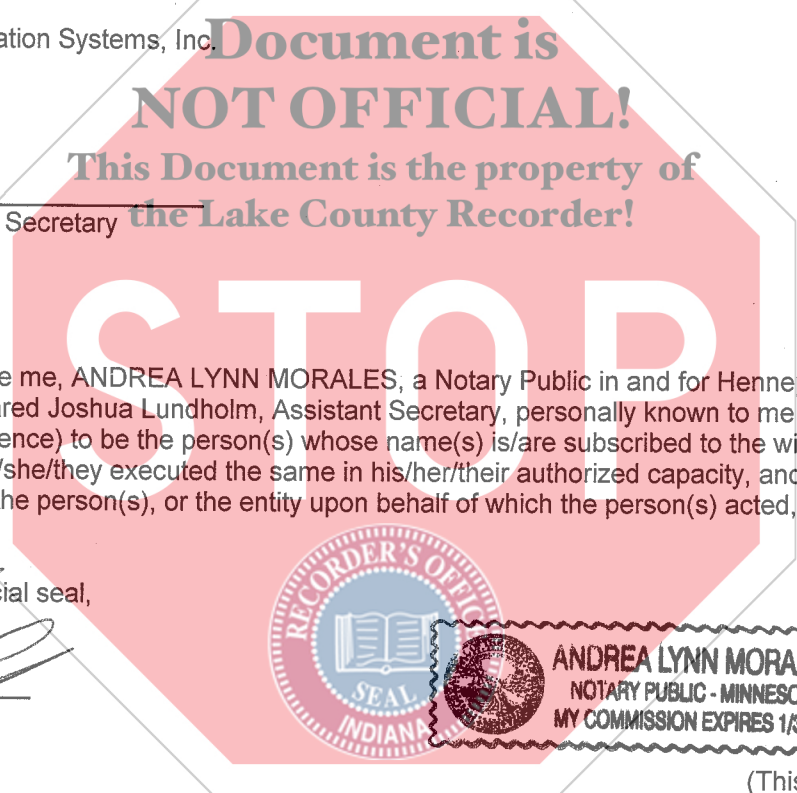 ation Systems, Inc.
Document is
NOT OFFICIAL!
This Document is the property of
the Lake County Recorder!
Secretary
STOP
e me, ANDREA LYNN MORALES, a Notary Public in and for Henne
red Joshua Lundholm, Assistant Secretary, personally known to me
ence) to be the person(s) whose name(s) is/are subscribed to the wi
/she/they executed the same in his/her/their authorized capacity, and
he person(s), or the entity upon behalf of which the person(s) acted,
cial seal,
RECORDER'S OFFICE
SEAL
INDIANA
ANDREA LYNN MORA
NOTARY PUBLIC - MINNESO
MY COMMISSION EXPIRES 1/3
(This